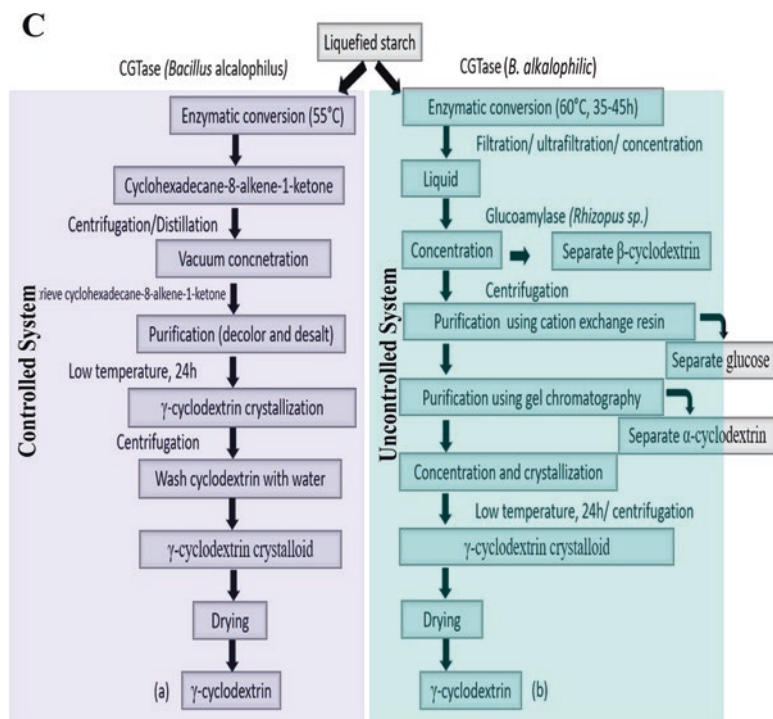 C
Liquefied starch
CGTase (Bacillus alcalophilus)
CGTase (B. alkalophilic)
Controlled System
Enzymatic conversion (55°C)
Cyclohexadecane-8-alkene-1-ketone
Centrifugation/Distillation
Vacuum concnetration
trieve cyclohexadecane-8-alkene-1-ketone
Purification (decolor and desalt)
Low temperature, 24h
γ-cyclodextrin crystallization
Centrifugation
Wash cyclodextrin with water
γ-cyclodextrin crystalloid
Drying
(a)
γ-cyclodextrin
Uncontrolled System
Enzymatic conversion (60°C, 35-45h)
Filtration/ ultrafiltration/ concentration
Liquid
Glucoamylase (Rhizopus sp.)
Concentration
Separate β-cyclodextrin
Centrifugation
Purification using cation exchange resin
Separate glucose
Purification using gel chromatography
Separate α-cyclodextrin
Concentration and crystallization
Low temperature, 24h/ centrifugation
γ-cyclodextrin crystalloid
Drying
γ-cyclodextrin
(b)